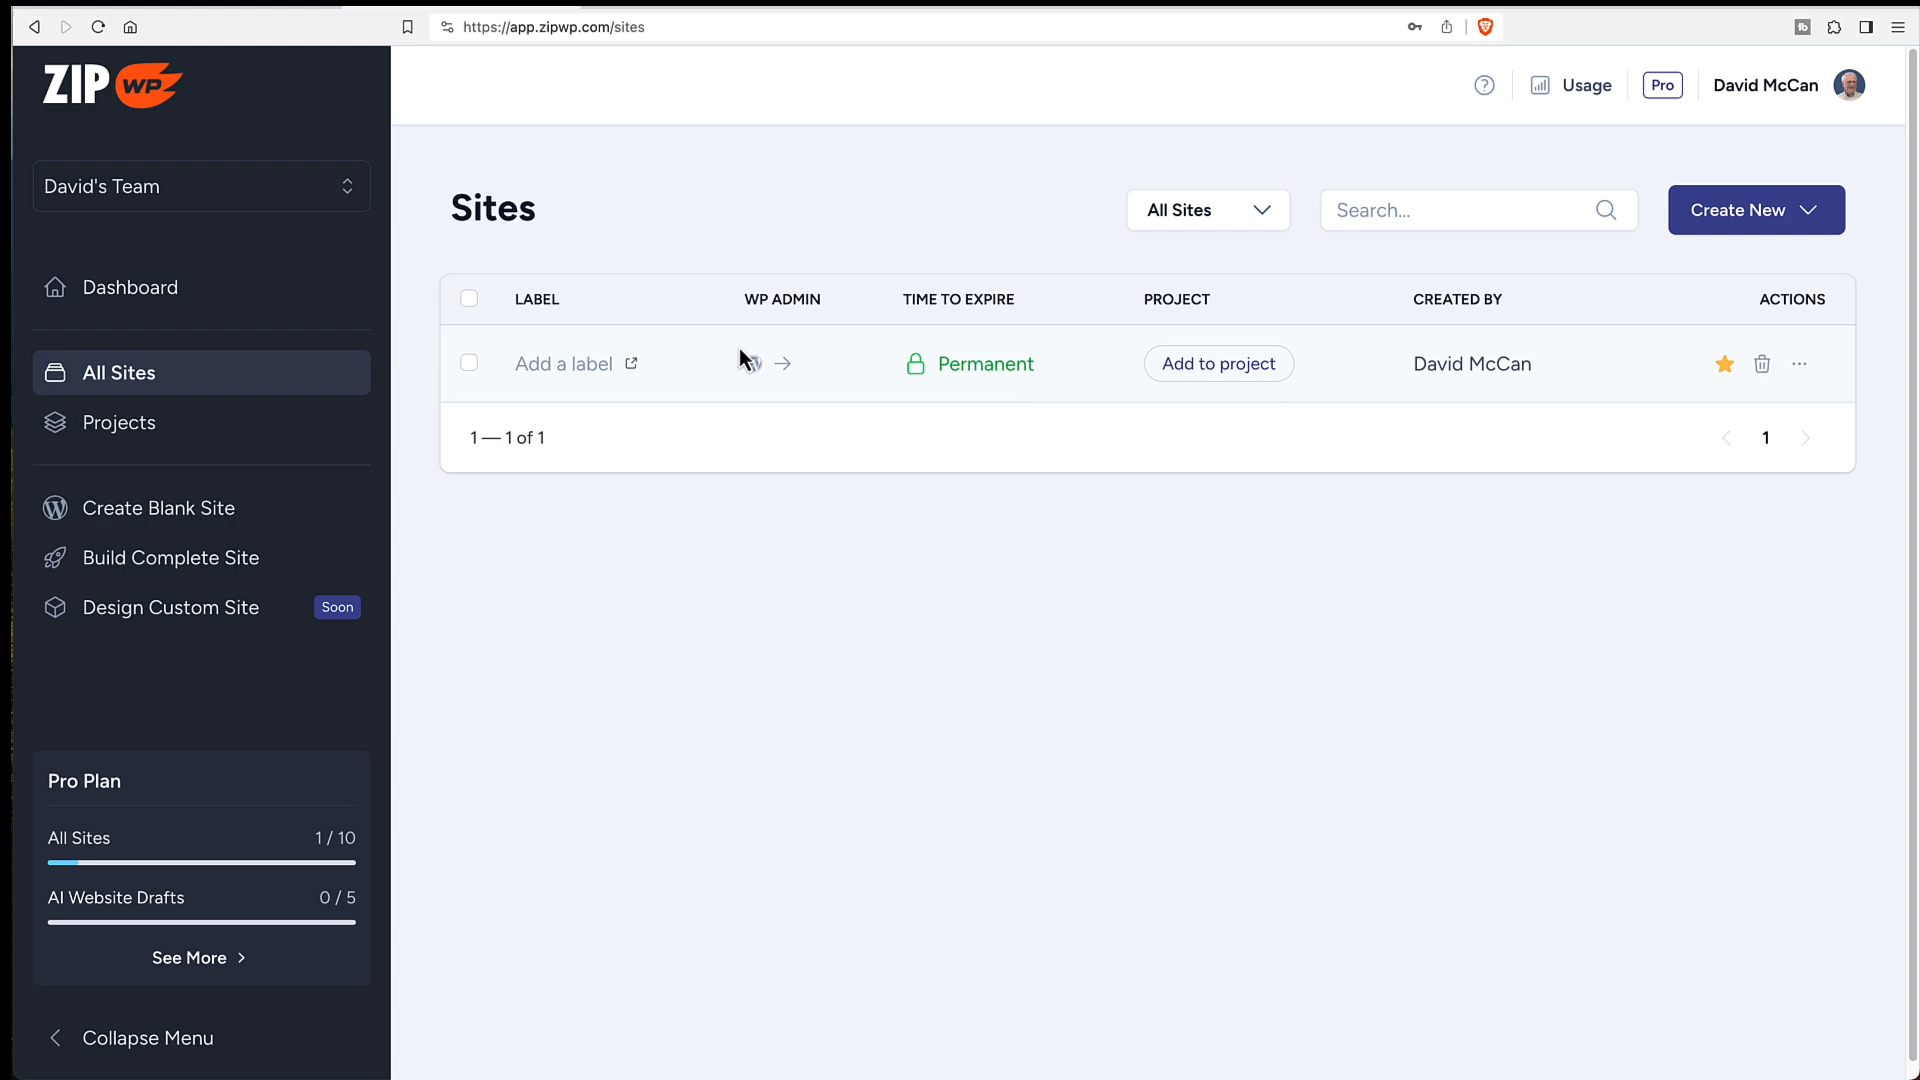 https://app.zipwp.com/sites
ZIP WP
Usage
Pro
David McCan
David's Team
Sites
All Sites
Search...
Create New
Dashboard
LABEL
WP ADMIN
TIME TO EXPIRE
PROJECT
CREATED BY
ACTIONS
All Sites
Add a label
Permanent
Add to project
David McCan
Projects
1 — 1 of 1
1
Create Blank Site
Build Complete Site
Design Custom Site
Soon
Pro Plan
All Sites
1 / 10
AI Website Drafts
0 / 5
See More
Collapse Menu